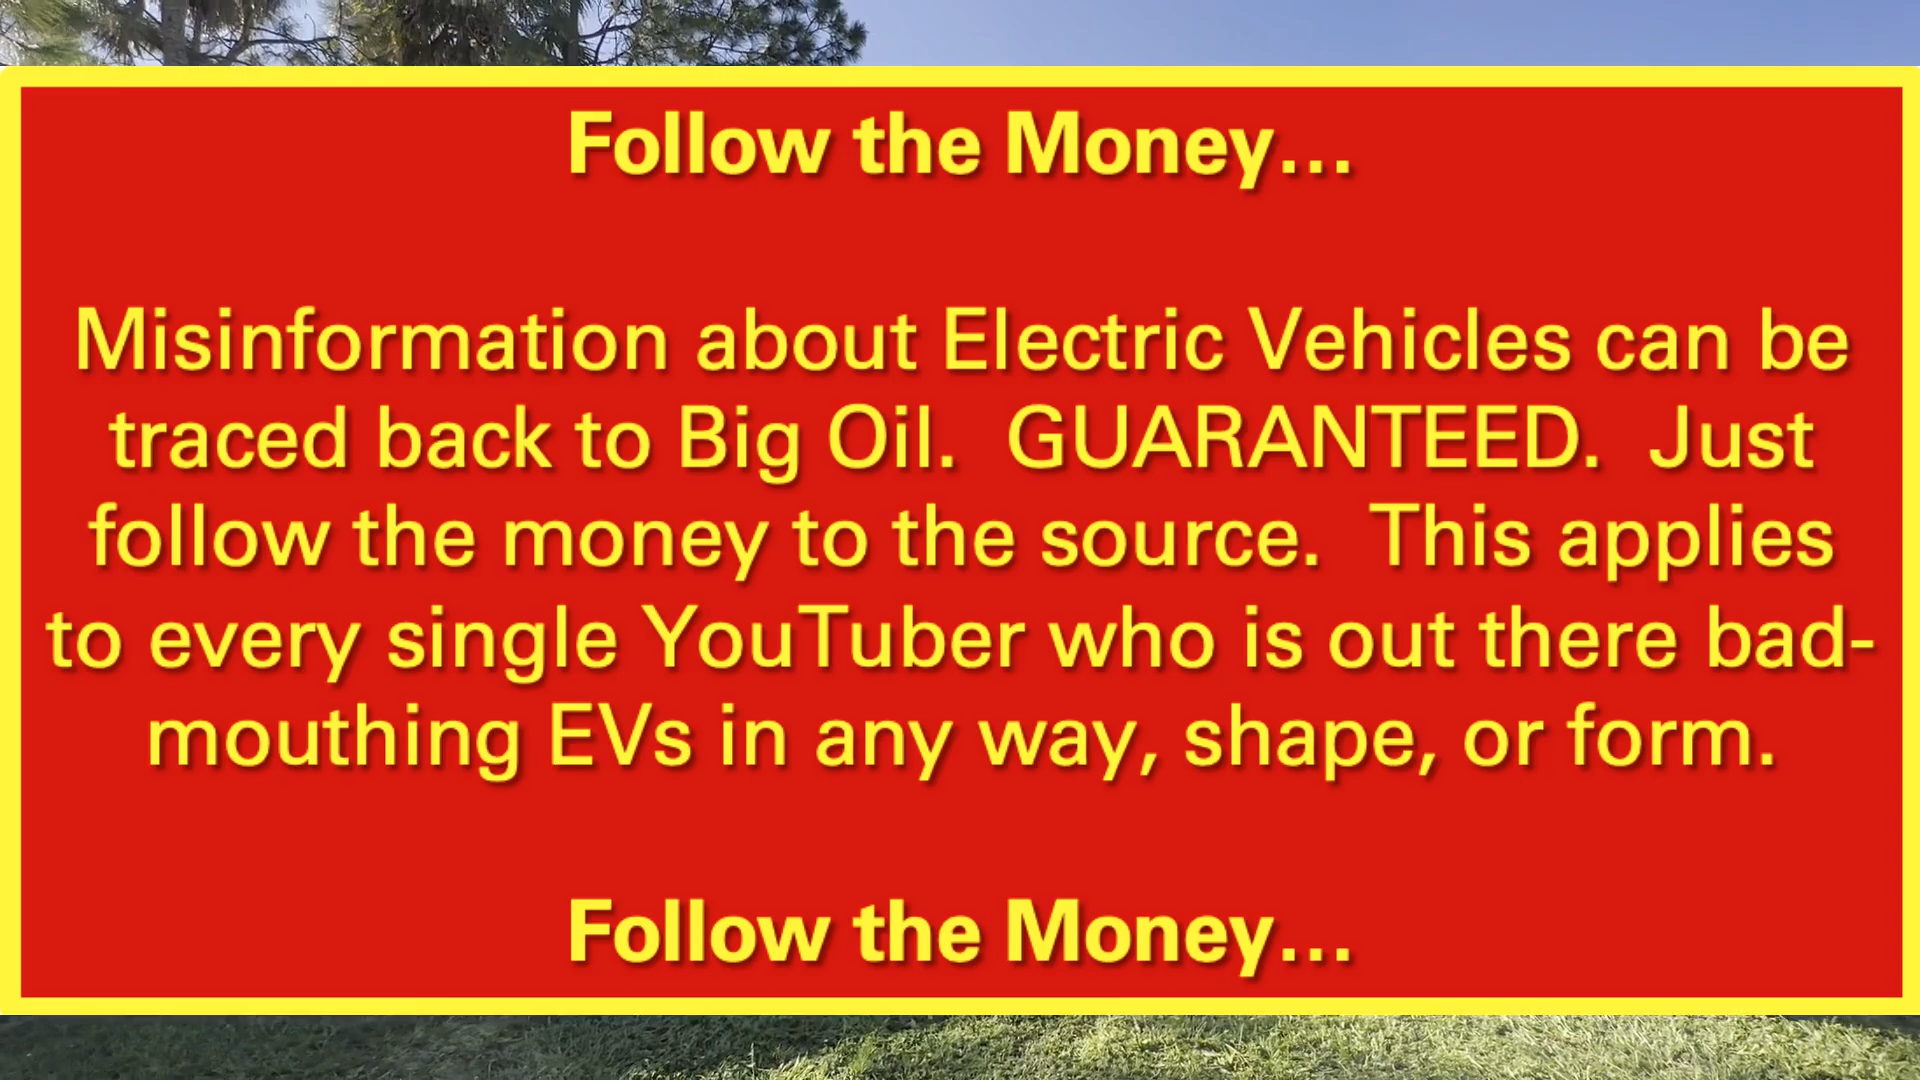 Follow the Money...
Misinformation about Electric Vehicles can be
traced back to Big Oil.  GUARANTEED.  Just
follow the money to the source.  This applies
to every single YouTuber who is out there bad-
mouthing EVs in any way, shape, or form.
Follow the Money...